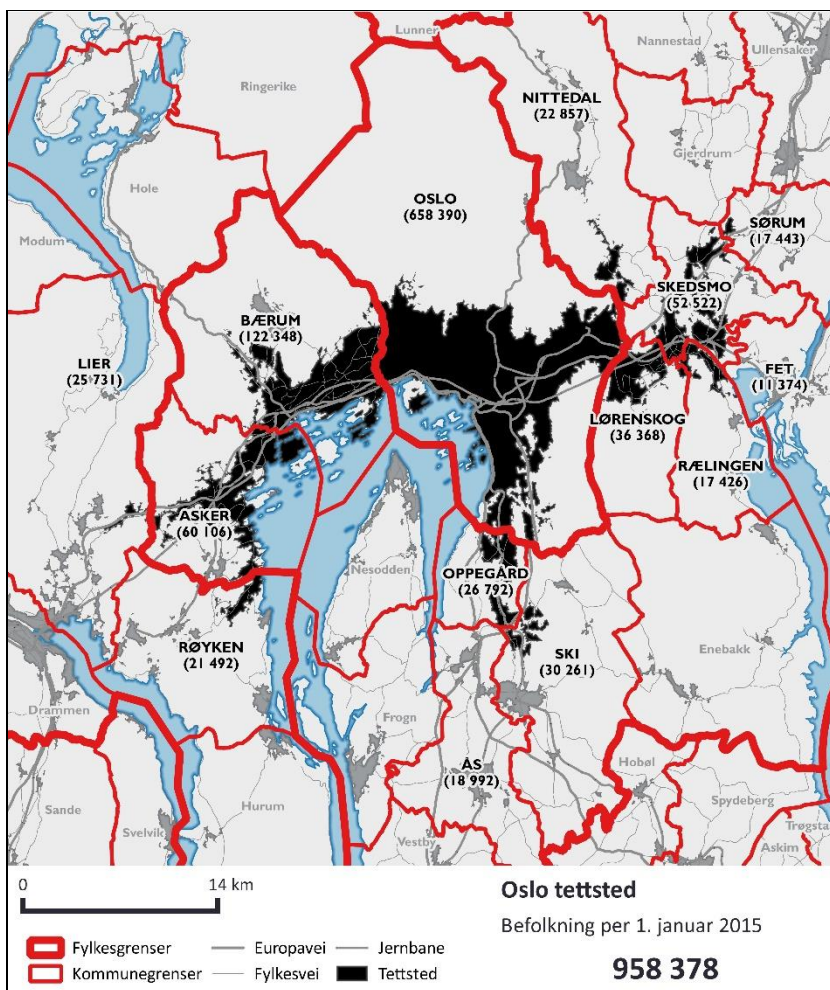 Lunner
Nannestad
Ullensaker
Ringerike
NITTEDAL
(22 857)
Gjerdrum
Hole
OSLO
(658 390)
SØRUM
(17 443)
Modum
SKEDSMO
(52 522)
BÆRUM
(122 348)
LIER
(25 731)
FET
(11 374)
LØRENSKOG
(36 368)
RÆLINGEN
(17 426)
ASKER
(60 106)
Nesodden
OPPEGÅRD
(26 792)
RØYKEN
(21 492)
SKI
(30 261)
Enebakk
Drammen
Frogn
ÅS
(18 992)
Hobøl
Sande
Hurum
Spydeberg
Svelvik
Vestby
Trøgsta
Askim
0 14 km
Oslo tettsted
Befolkning per 1. januar 2015
958 378
Fylkesgrenser Europavei Jernbane
Kommunegrenser Fylkesvei Tettsted